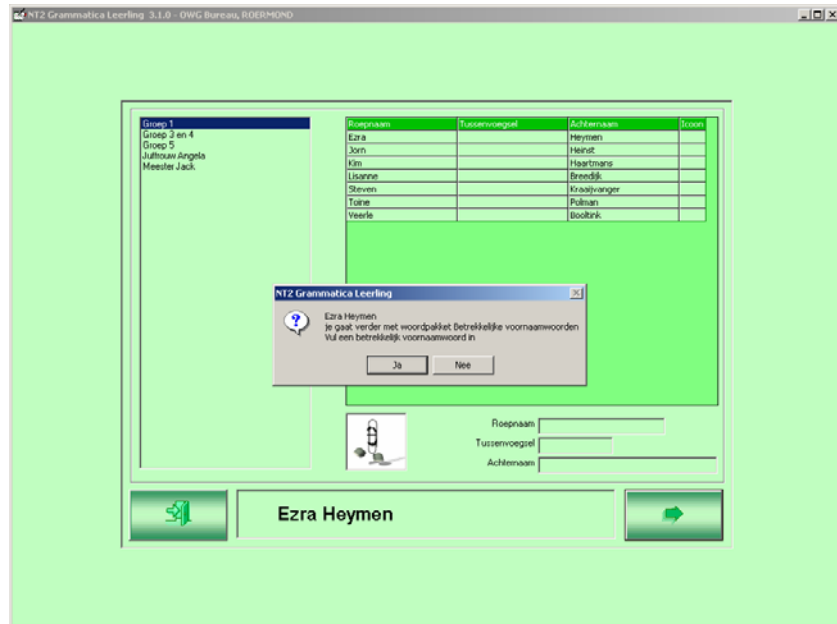 NT2 Grammatica Leerling 3.1.0 - OWG Bureau, ROERMOND
Groep 1
Groep 3 en 4
Groep 5
Juffrouw Angela
Meester Jack
Roepnaam Tussenvoegsel Achternaam Icoon
Ezra Heymen
Jorn Heinst
Kim Haartmans
Lisanne Breedijk
Steven Kraaijvanger
Toine Polman
Veerle Booltink
NT2 Grammatica Leerling
Ezra Heymen
je gaat verder met woordpakket Betrekkelijke voornaamwoorden
Vul een betrekkelijk voornaamwoord in
Ja Nee
Roepnaam
Tussenvoegsel
Achternaam
Ezra Heymen